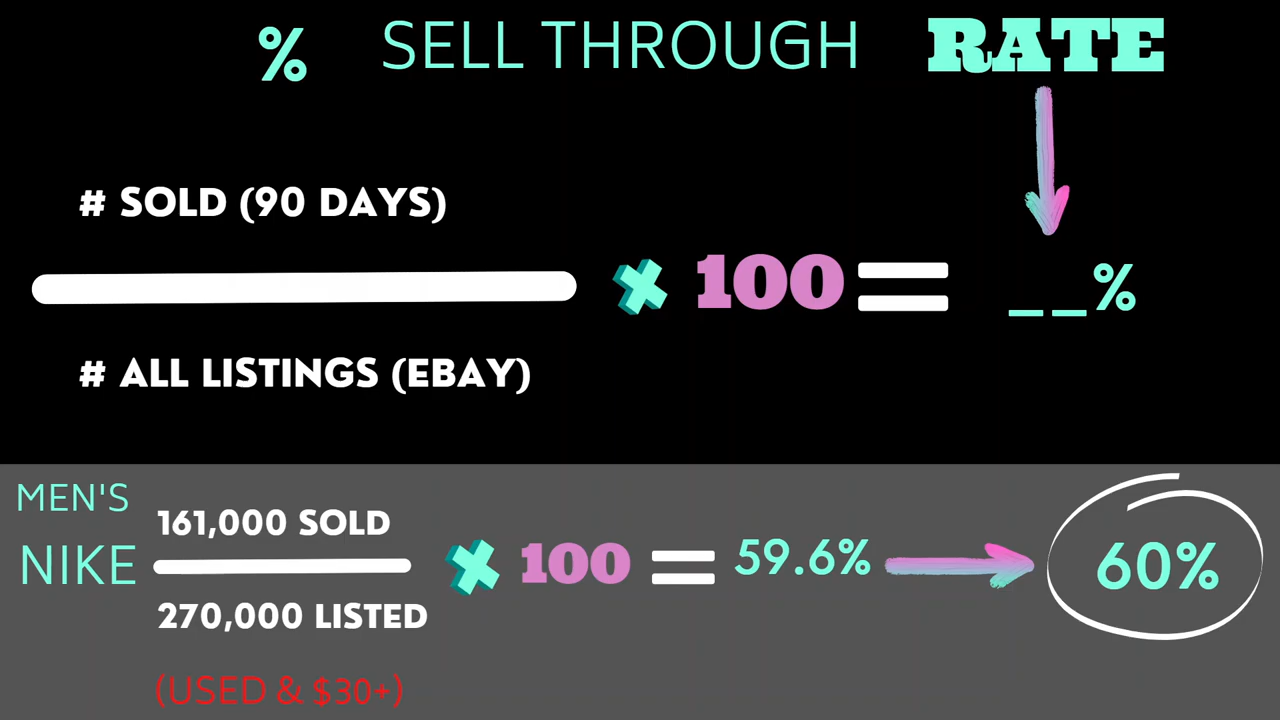 % SELL THROUGH RATE
# SOLD (90 DAYS)
× 100 = __%
# ALL LISTINGS (EBAY)
MEN'S
NIKE
161,000 SOLD
× 100 = 59.6% → 60%
270,000 LISTED
(USED & $30+)